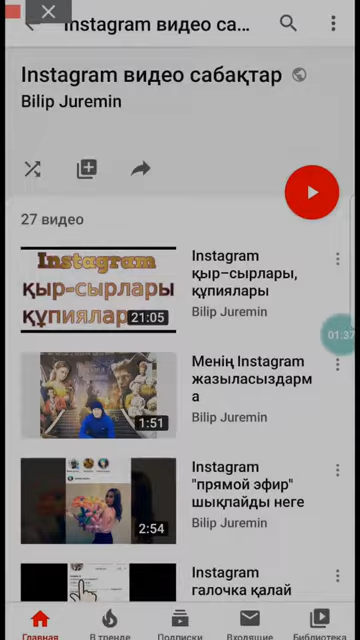 Instagram видео са...
Instagram видео сабақтар
Bilip Juremin
27 видео
Instagram
қыр-сырлары
құпиялар
21:05
Instagram
қыр-сырлары,
құпиялары
Bilip Juremin
01:37
1:51
Менің Instagram
жазыласыздарм
а
Bilip Juremin
2:54
Instagram
"прямой эфир"
шықлайды неге
Bilip Juremin
Instagram
галочка қалай
Главная
В тренде
Подписки
Входящие
Библиотека